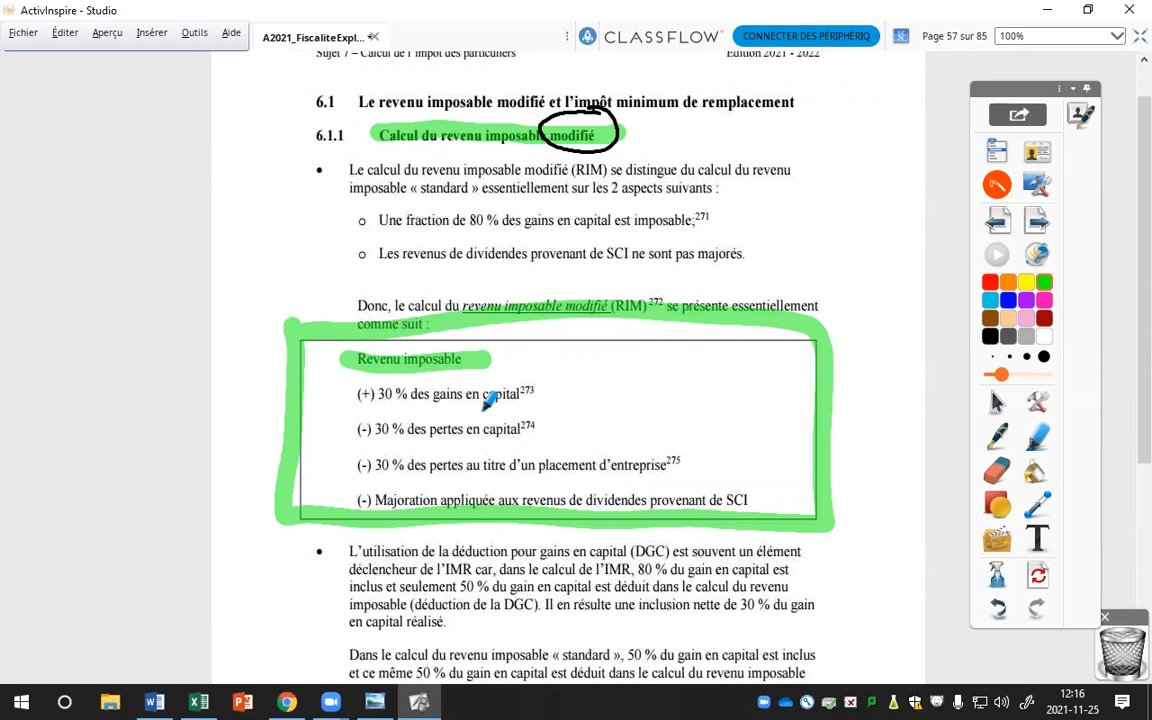 ActivInspire - Studio
Fichier Éditer Aperçu Insérer Outils Aide
A2021_FiscaliteExpl...
CLASSFLOW
CONNECTER DES PÉRIPHÉRIQ
Page 57 sur 85
100%
Sujet 7 – Calcul de l'impôt des particuliers Édition 2021 - 2022
6.1 Le revenu imposable modifié et l'impôt minimum de remplacement
6.1.1 Calcul du revenu imposable modifié
• Le calcul du revenu imposable modifié (RIM) se distingue du calcul du revenu
imposable « standard » essentiellement sur les 2 aspects suivants :
o Une fraction de 80 % des gains en capital est imposable;271
o Les revenus de dividendes provenant de SCI ne sont pas majorés.
Donc, le calcul du revenu imposable modifié (RIM)272 se présente essentiellement
comme suit :
Revenu imposable
(+) 30 % des gains en capital273
(-) 30 % des pertes en capital274
(-) 30 % des pertes au titre d'un placement d'entreprise275
(-) Majoration appliquée aux revenus de dividendes provenant de SCI
• L'utilisation de la déduction pour gains en capital (DGC) est souvent un élément
déclencheur de l'IMR car, dans le calcul de l'IMR, 80 % du gain en capital est
inclus et seulement 50 % du gain en capital est déduit dans le calcul du revenu
imposable (déduction de la DGC). Il en résulte une inclusion nette de 30 % du gain
en capital réalisé.
Dans le calcul du revenu imposable « standard », 50 % du gain en capital est inclus
et ce même 50 % du gain en capital est déduit dans le calcul du revenu imposable
12:16
2021-11-25